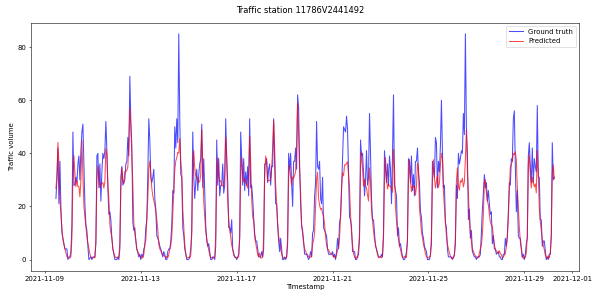 Traffic station 11786V2441492
Ground truth
Predicted
Traffic volume
80
60
40
20
0
2021-11-09
2021-11-13
2021-11-17
2021-11-21
2021-11-25
2021-11-29
2021-12-01
Timestamp